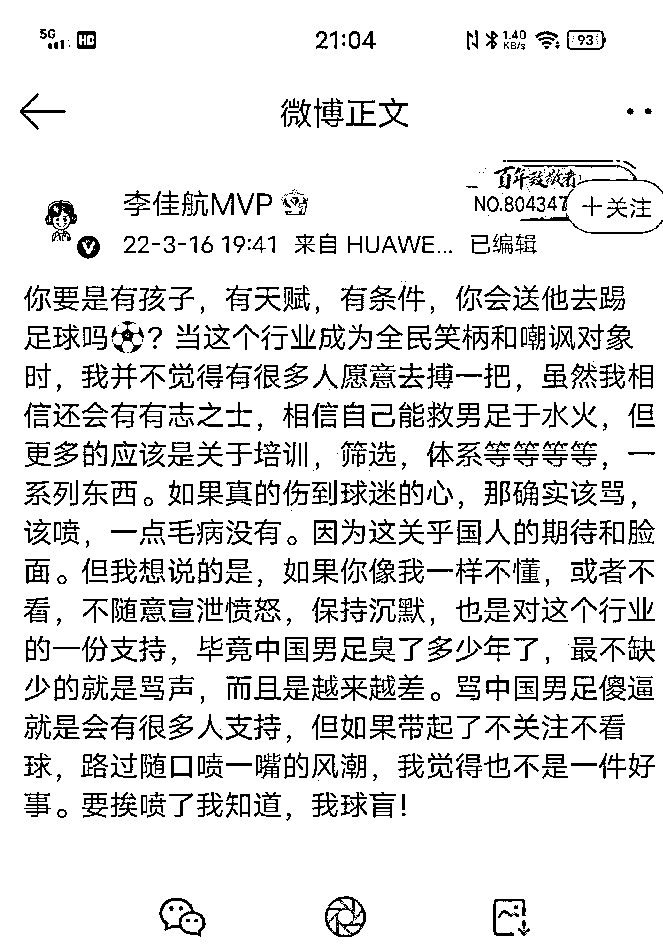 5G HD 21:04 1.40 KB/s 93
微博正文
李佳航MVP
百年致敬者
NO.804347
十关注
22-3-16 19:41 来自 HUAWE... 已编辑
你要是有孩子，有天赋，有条件，你会送他去踢
足球吗⚽？当这个行业成为全民笑柄和嘲讽对象
时，我并不觉得有很多人愿意去搏一把，虽然我相
信还会有有志之士，相信自己能救男足于水火，但
更多的应该是关于培训，筛选，体系等等等等，一
系列东西。如果真的伤到球迷的心，那确实该骂，
该喷，一点毛病没有。因为这关乎国人的期待和脸
面。但我想说的是，如果你像我一样不懂，或者不
看，不随意宣泄愤怒，保持沉默，也是对这个行业
的一份支持，毕竟中国男足臭了多少年了，最不缺
少的就是骂声，而且是越来越差。骂中国男足傻逼
就是会有很多人支持，但如果带起了不关注不看
球，路过随口喷一嘴的风潮，我觉得也不是一件好
事。要挨喷了我知道，我球盲！